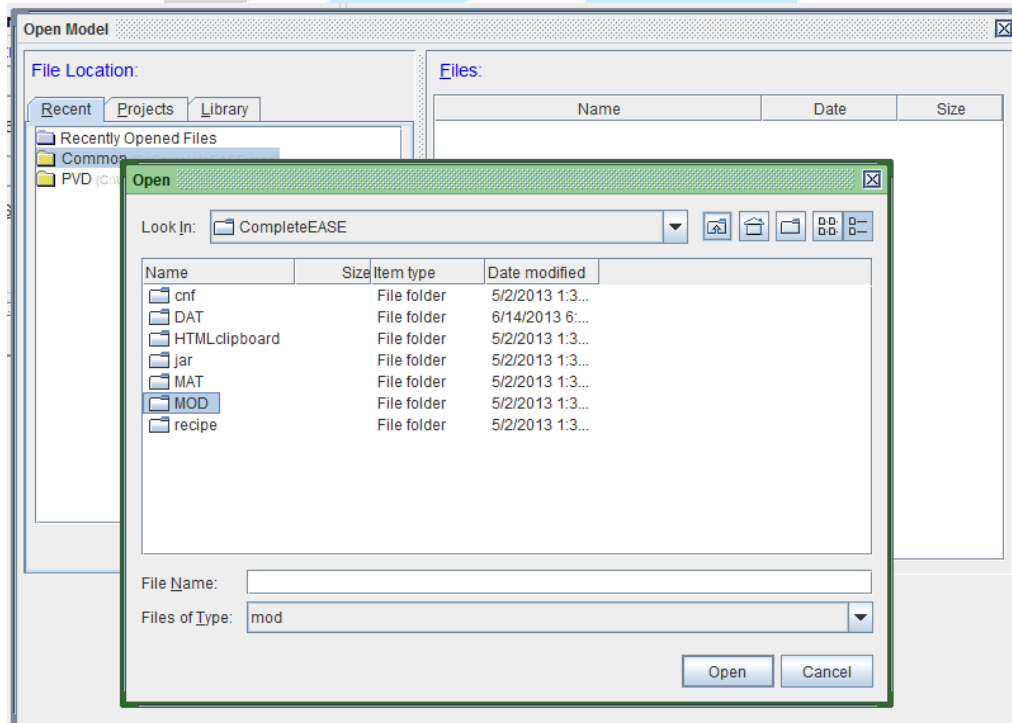 Open Model
File Location:
Files:
Recent Projects Library
Name Date Size
Recently Opened Files
Common
PVD (C:\
Open
Look In: CompleteEASE
Name Size Item type Date modified
cnf File folder 5/2/2013 1:3...
DAT File folder 6/14/2013 6:...
HTMLclipboard File folder 5/2/2013 1:3...
jar File folder 5/2/2013 1:3...
MAT File folder 5/2/2013 1:3...
MOD File folder 5/2/2013 1:3...
recipe File folder 5/2/2013 1:3...
File Name:
Files of Type: mod
Open Cancel